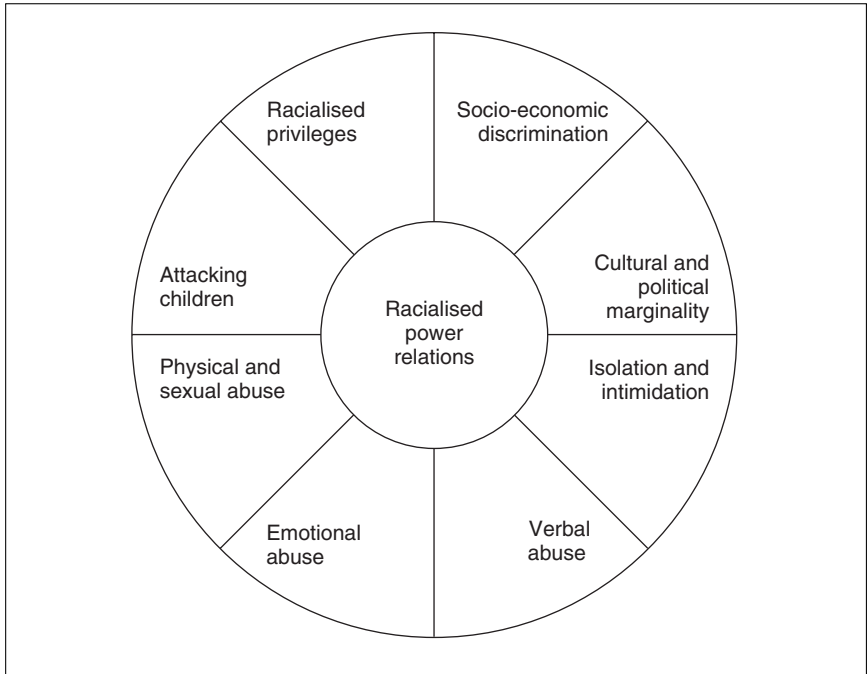 Racialised
privileges
Socio-economic
discrimination
Attacking
children
Cultural and
political
marginality
Racialised
power
relations
Physical and
sexual abuse
Isolation and
intimidation
Emotional
abuse
Verbal
abuse